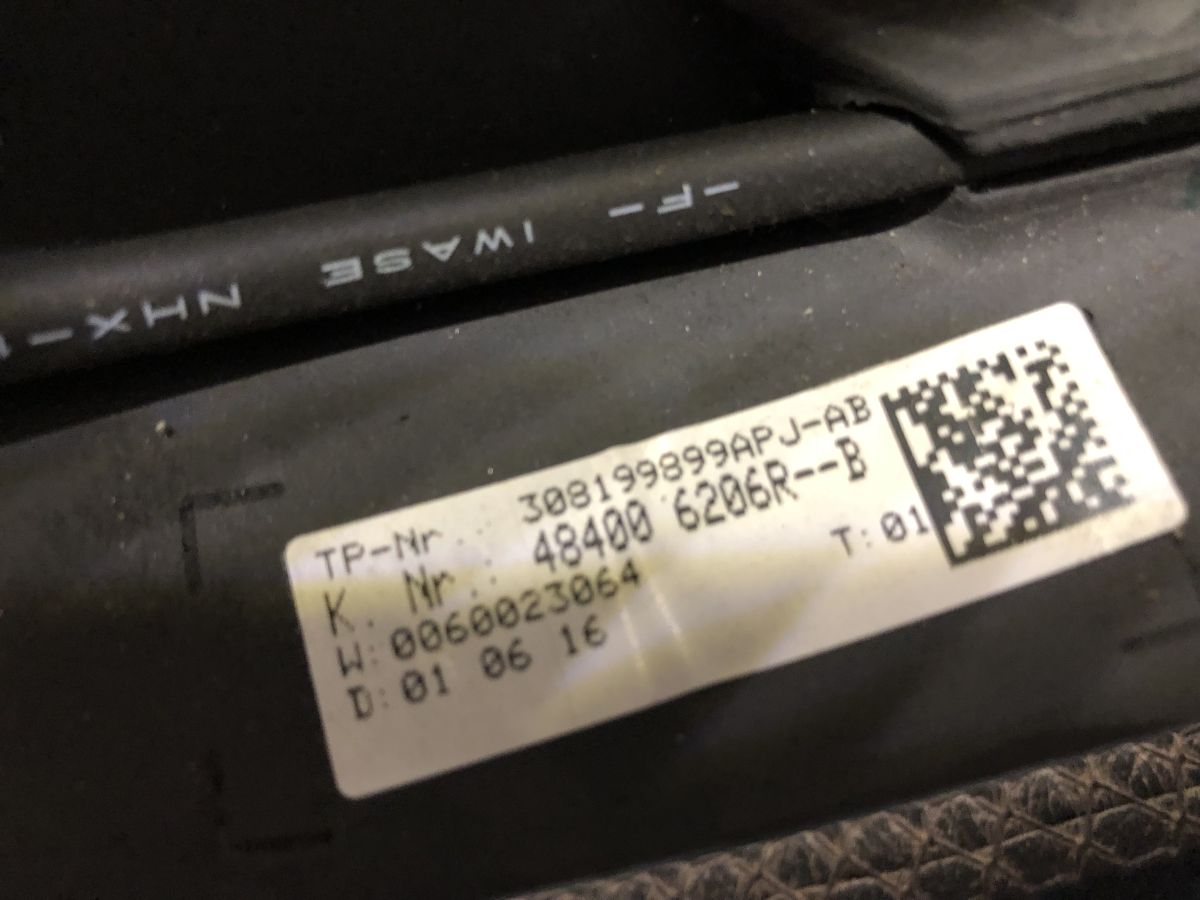 -F- IWASE NHX-
TP-Nr.: 308199899APJ-AB
K. Nr.: 48400 6206R--B
W:0060023064 T:01
D:01 06 16